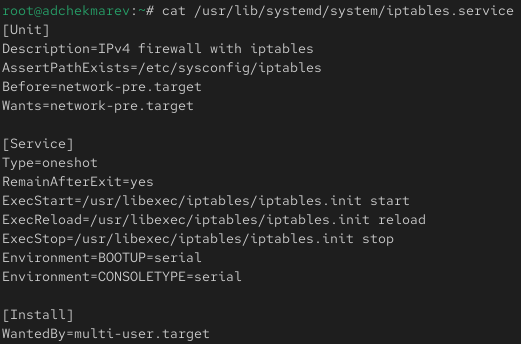 root@adchekmarev:~# cat /usr/lib/systemd/system/iptables.service
[Unit]
Description=IPv4 firewall with iptables
AssertPathExists=/etc/sysconfig/iptables
Before=network-pre.target
Wants=network-pre.target

[Service]
Type=oneshot
RemainAfterExit=yes
ExecStart=/usr/libexec/iptables/iptables.init start
ExecReload=/usr/libexec/iptables/iptables.init reload
ExecStop=/usr/libexec/iptables/iptables.init stop
Environment=BOOTUP=serial
Environment=CONSOLETYPE=serial

[Install]
WantedBy=multi-user.target